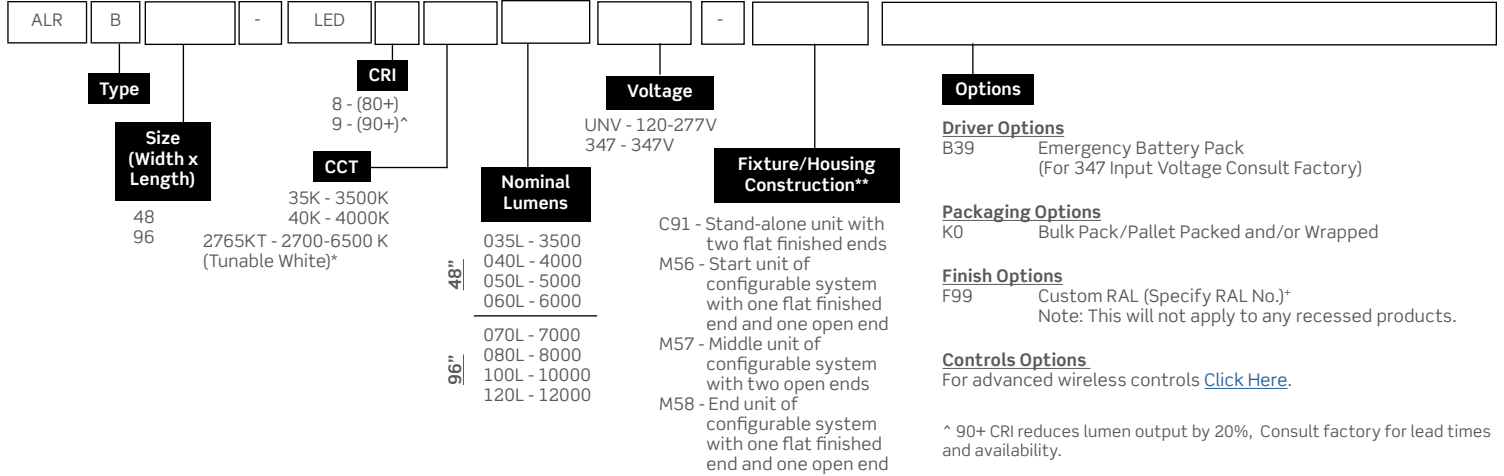 ALR B - LED -
Type
Size
(Width x
Length)
48
96
CRI
8 - (80+)
9 - (90+)^
CCT
35K - 3500K
40K - 4000K
2765KT - 2700-6500 K
(Tunable White)*
Nominal
Lumens
48”
035L - 3500
040L - 4000
050L - 5000
060L - 6000
96”
070L - 7000
080L - 8000
100L - 10000
120L - 12000
Voltage
UNV - 120-277V
347 - 347V
Fixture/Housing
Construction**
C91 - Stand-alone unit with
two flat finished ends
M56 - Start unit of
configurable system
with one flat finished
end and one open end
M57 - Middle unit of
configurable system
with two open ends
M58 - End unit of
configurable system
with one flat finished
end and one open end
Options
Driver Options
B39 Emergency Battery Pack
(For 347 Input Voltage Consult Factory)
Packaging Options
K0 Bulk Pack/Pallet Packed and/or Wrapped
Finish Options
F99 Custom RAL (Specify RAL No.)+
Note: This will not apply to any recessed products.
Controls Options
For advanced wireless controls Click Here.
^ 90+ CRI reduces lumen output by 20%, Consult factory for lead times
and availability.